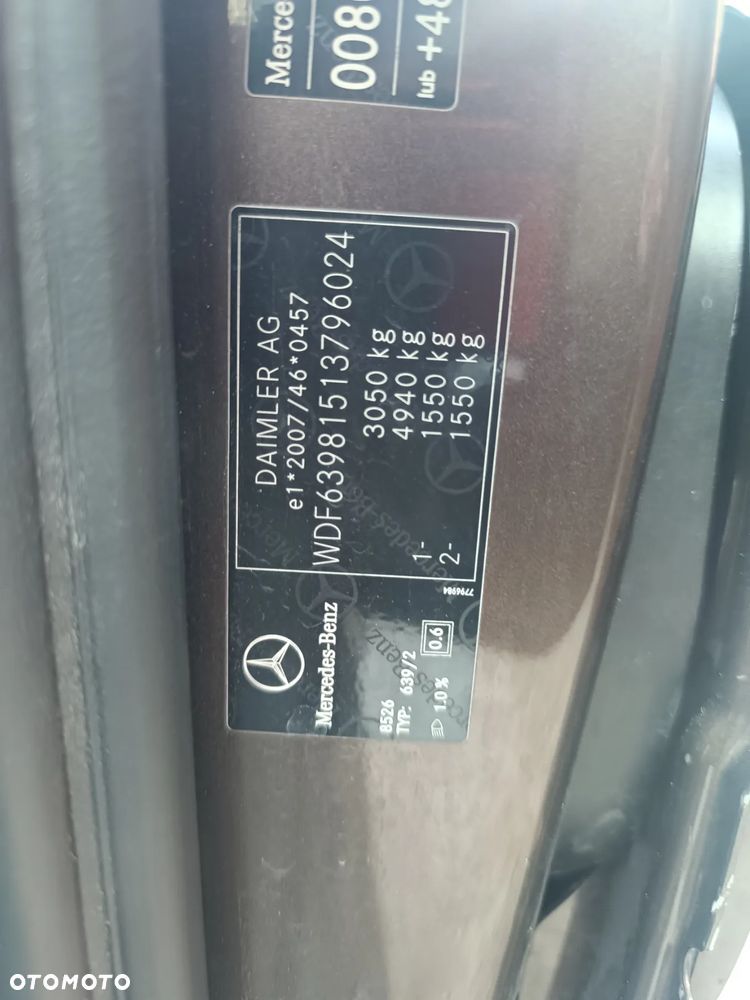 Merce
008
lub +48
DAIMLER AG
e1*2007/46*0457
WDF63981513796024
3050 kg
4940 kg
1- 1550 kg
2- 1550 kg
7796984
Mercedes-Benz
8526
TYP: 639/2
1.0% 0.6
OTOMOTO